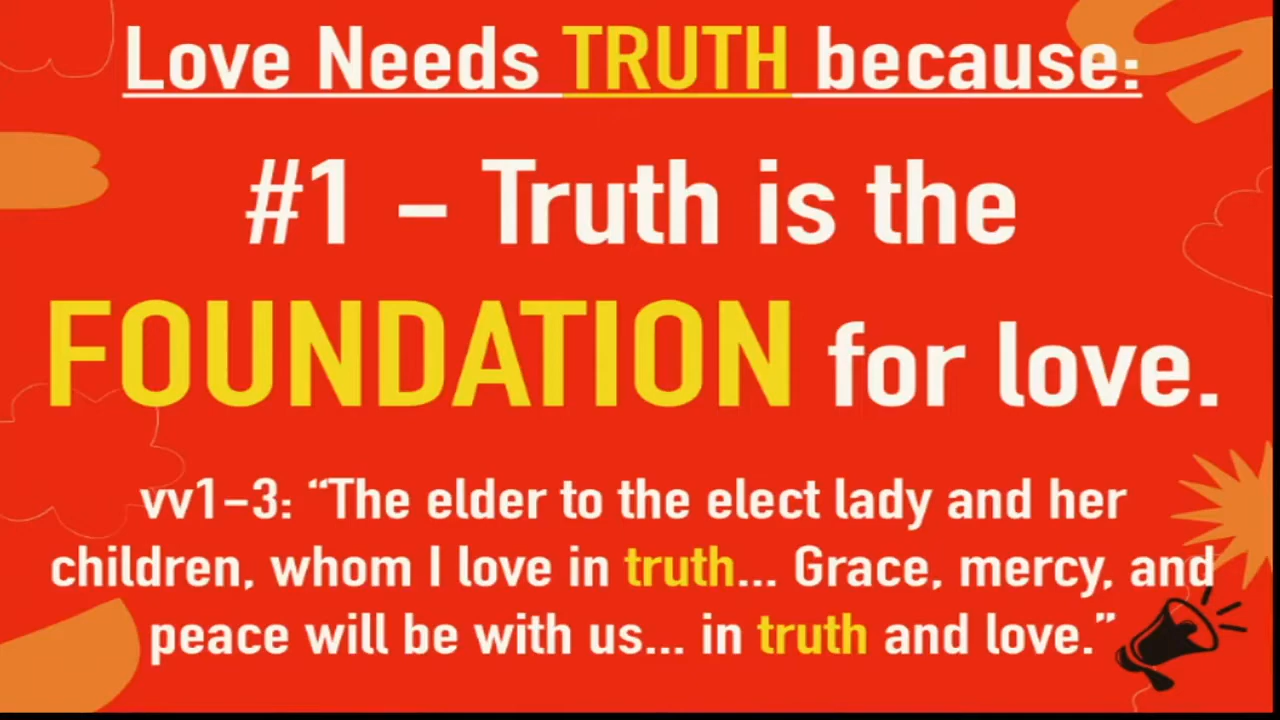 Love Needs TRUTH because:
#1 – Truth is the
FOUNDATION for love.
vv1–3: “The elder to the elect lady and her
children, whom I love in truth... Grace, mercy, and
peace will be with us... in truth and love.”